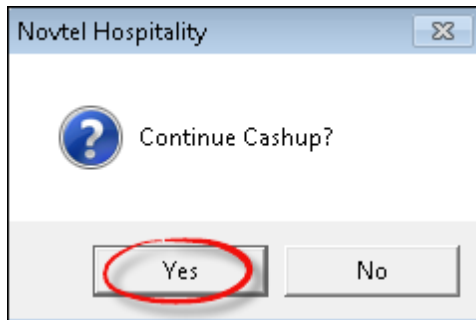 Novtel Hospitality
Continue Cashup?
Yes
No